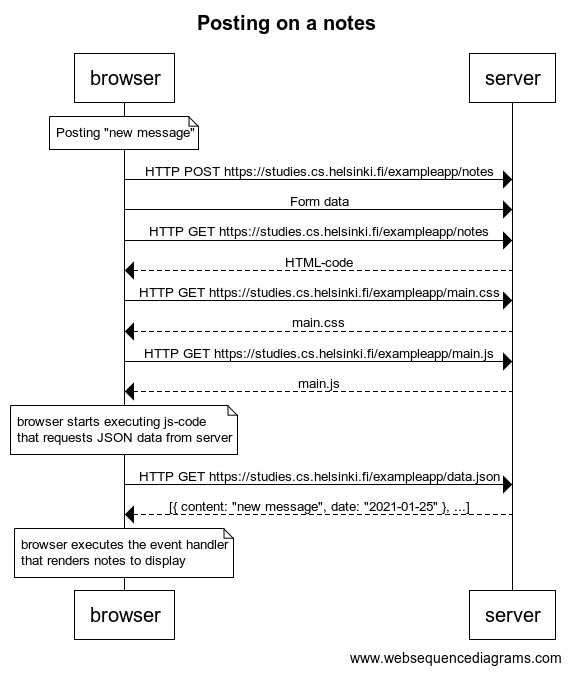 Posting on a notes
browser
server
Posting "new message"
HTTP POST https://studies.cs.helsinki.fi/exampleapp/notes
Form data
HTTP GET https://studies.cs.helsinki.fi/exampleapp/notes
HTML-code
HTTP GET https://studies.cs.helsinki.fi/exampleapp/main.css
main.css
HTTP GET https://studies.cs.helsinki.fi/exampleapp/main.js
main.js
browser starts executing js-code
that requests JSON data from server
HTTP GET https://studies.cs.helsinki.fi/exampleapp/data.json
[{ content: "new message", date: "2021-01-25" }, ...]
browser executes the event handler
that renders notes to display
browser
server
www.websequencediagrams.com